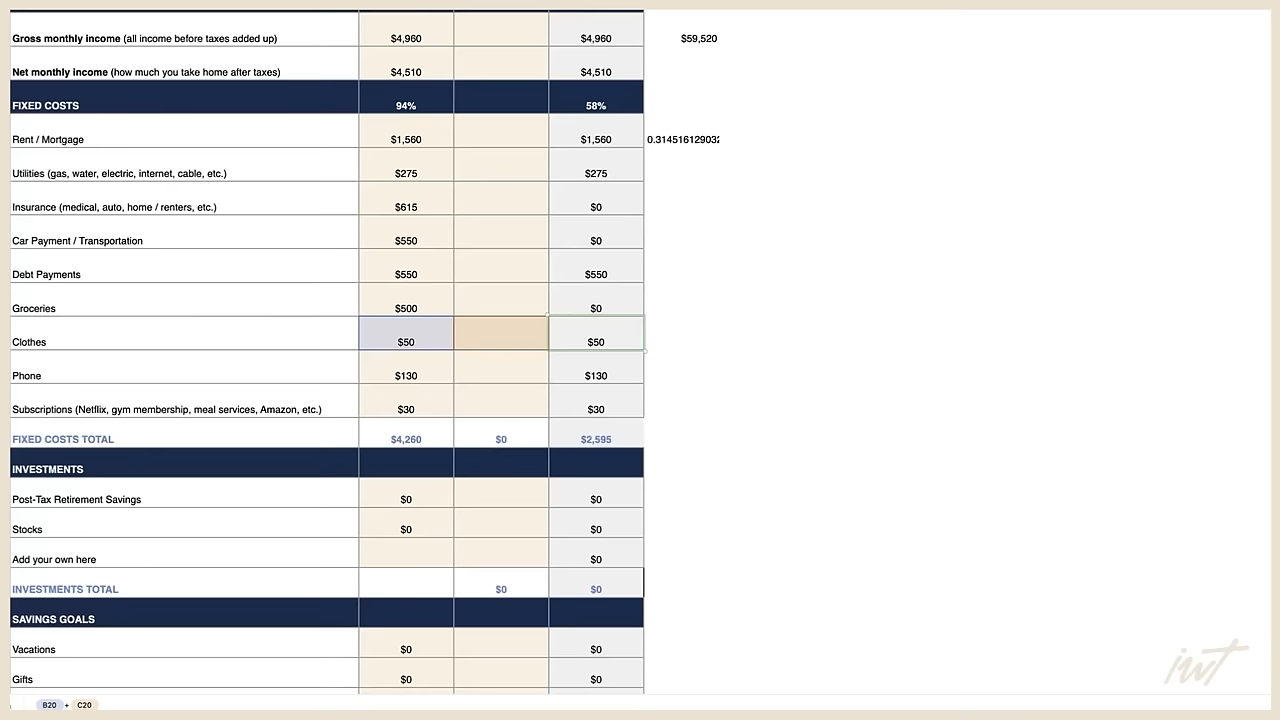 Gross monthly income (all income before taxes added up) $4,960 $4,960 $59,520
Net monthly income (how much you take home after taxes) $4,510 $4,510
FIXED COSTS 94% 58%
Rent / Mortgage $1,560 $1,560 0.314516129032
Utilities (gas, water, electric, internet, cable, etc.) $275 $275
Insurance (medical, auto, home / renters, etc.) $615 $0
Car Payment / Transportation $550 $0
Debt Payments $550 $550
Groceries $500 $0
Clothes $50 $50
Phone $130 $130
Subscriptions (Netflix, gym membership, meal services, Amazon, etc.) $30 $30
FIXED COSTS TOTAL $4,260 $0 $2,595
INVESTMENTS
Post-Tax Retirement Savings $0 $0
Stocks $0 $0
Add your own here $0
INVESTMENTS TOTAL $0 $0
SAVINGS GOALS
Vacations $0 $0
Gifts $0 $0
iwt
B20 + C20